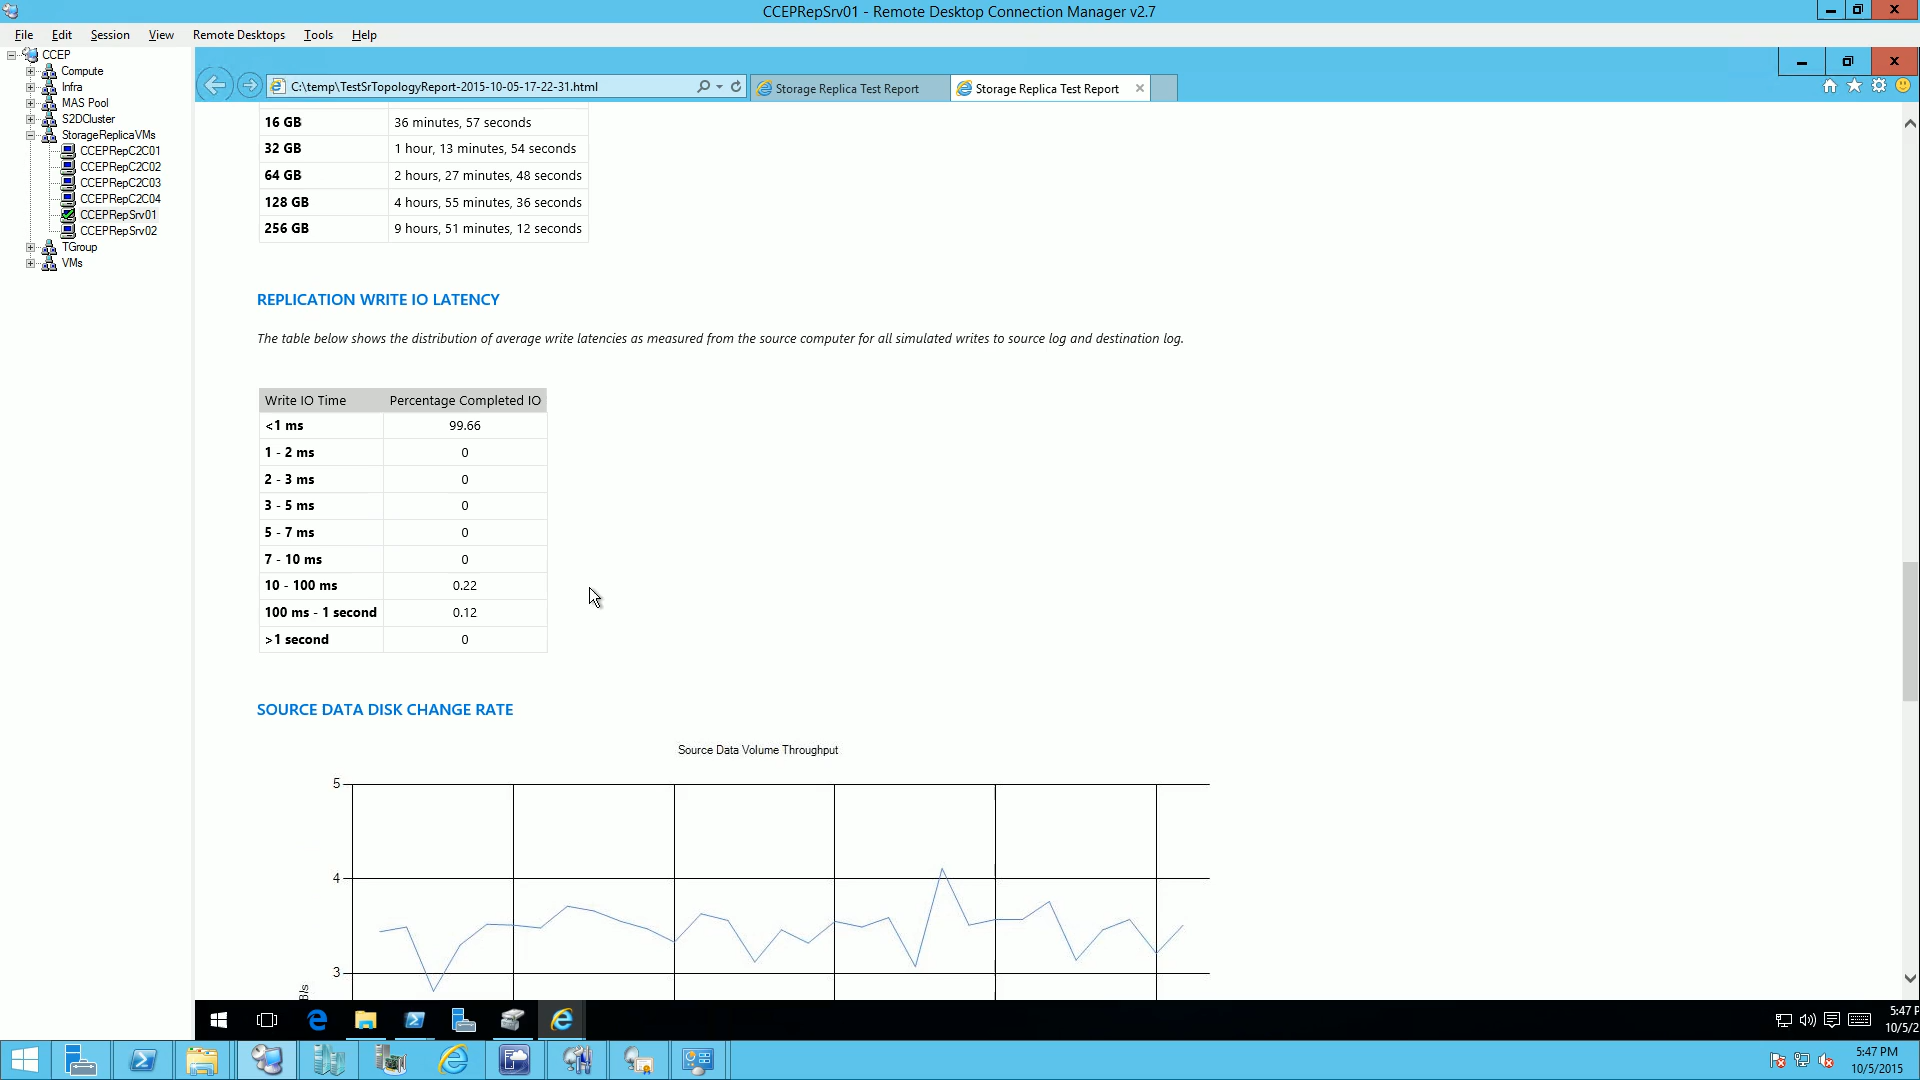 CCEPRepSrv01 - Remote Desktop Connection Manager v2.7
File Edit Session View Remote Desktops Tools Help
CCEP
Compute
Infra
MAS Pool
S2DCluster
StorageReplicaVMs
CCEPRepC2C01
CCEPRepC2C02
CCEPRepC2C03
CCEPRepC2C04
CCEPRepSrv01
CCEPRepSrv02
TGroup
VMs
C:\temp\TestSrTopologyReport-2015-10-05-17-22-31.html
Storage Replica Test Report
Storage Replica Test Report
16 GB 36 minutes, 57 seconds
32 GB 1 hour, 13 minutes, 54 seconds
64 GB 2 hours, 27 minutes, 48 seconds
128 GB 4 hours, 55 minutes, 36 seconds
256 GB 9 hours, 51 minutes, 12 seconds
REPLICATION WRITE IO LATENCY
The table below shows the distribution of average write latencies as measured from the source computer for all simulated writes to source log and destination log.
Write IO Time Percentage Completed IO
<1 ms 99.66
1 - 2 ms 0
2 - 3 ms 0
3 - 5 ms 0
5 - 7 ms 0
7 - 10 ms 0
10 - 100 ms 0.22
100 ms - 1 second 0.12
>1 second 0
SOURCE DATA DISK CHANGE RATE
Source Data Volume Throughput
5
4
3
5:47 P
10/5/2
5:47 PM
10/5/2015